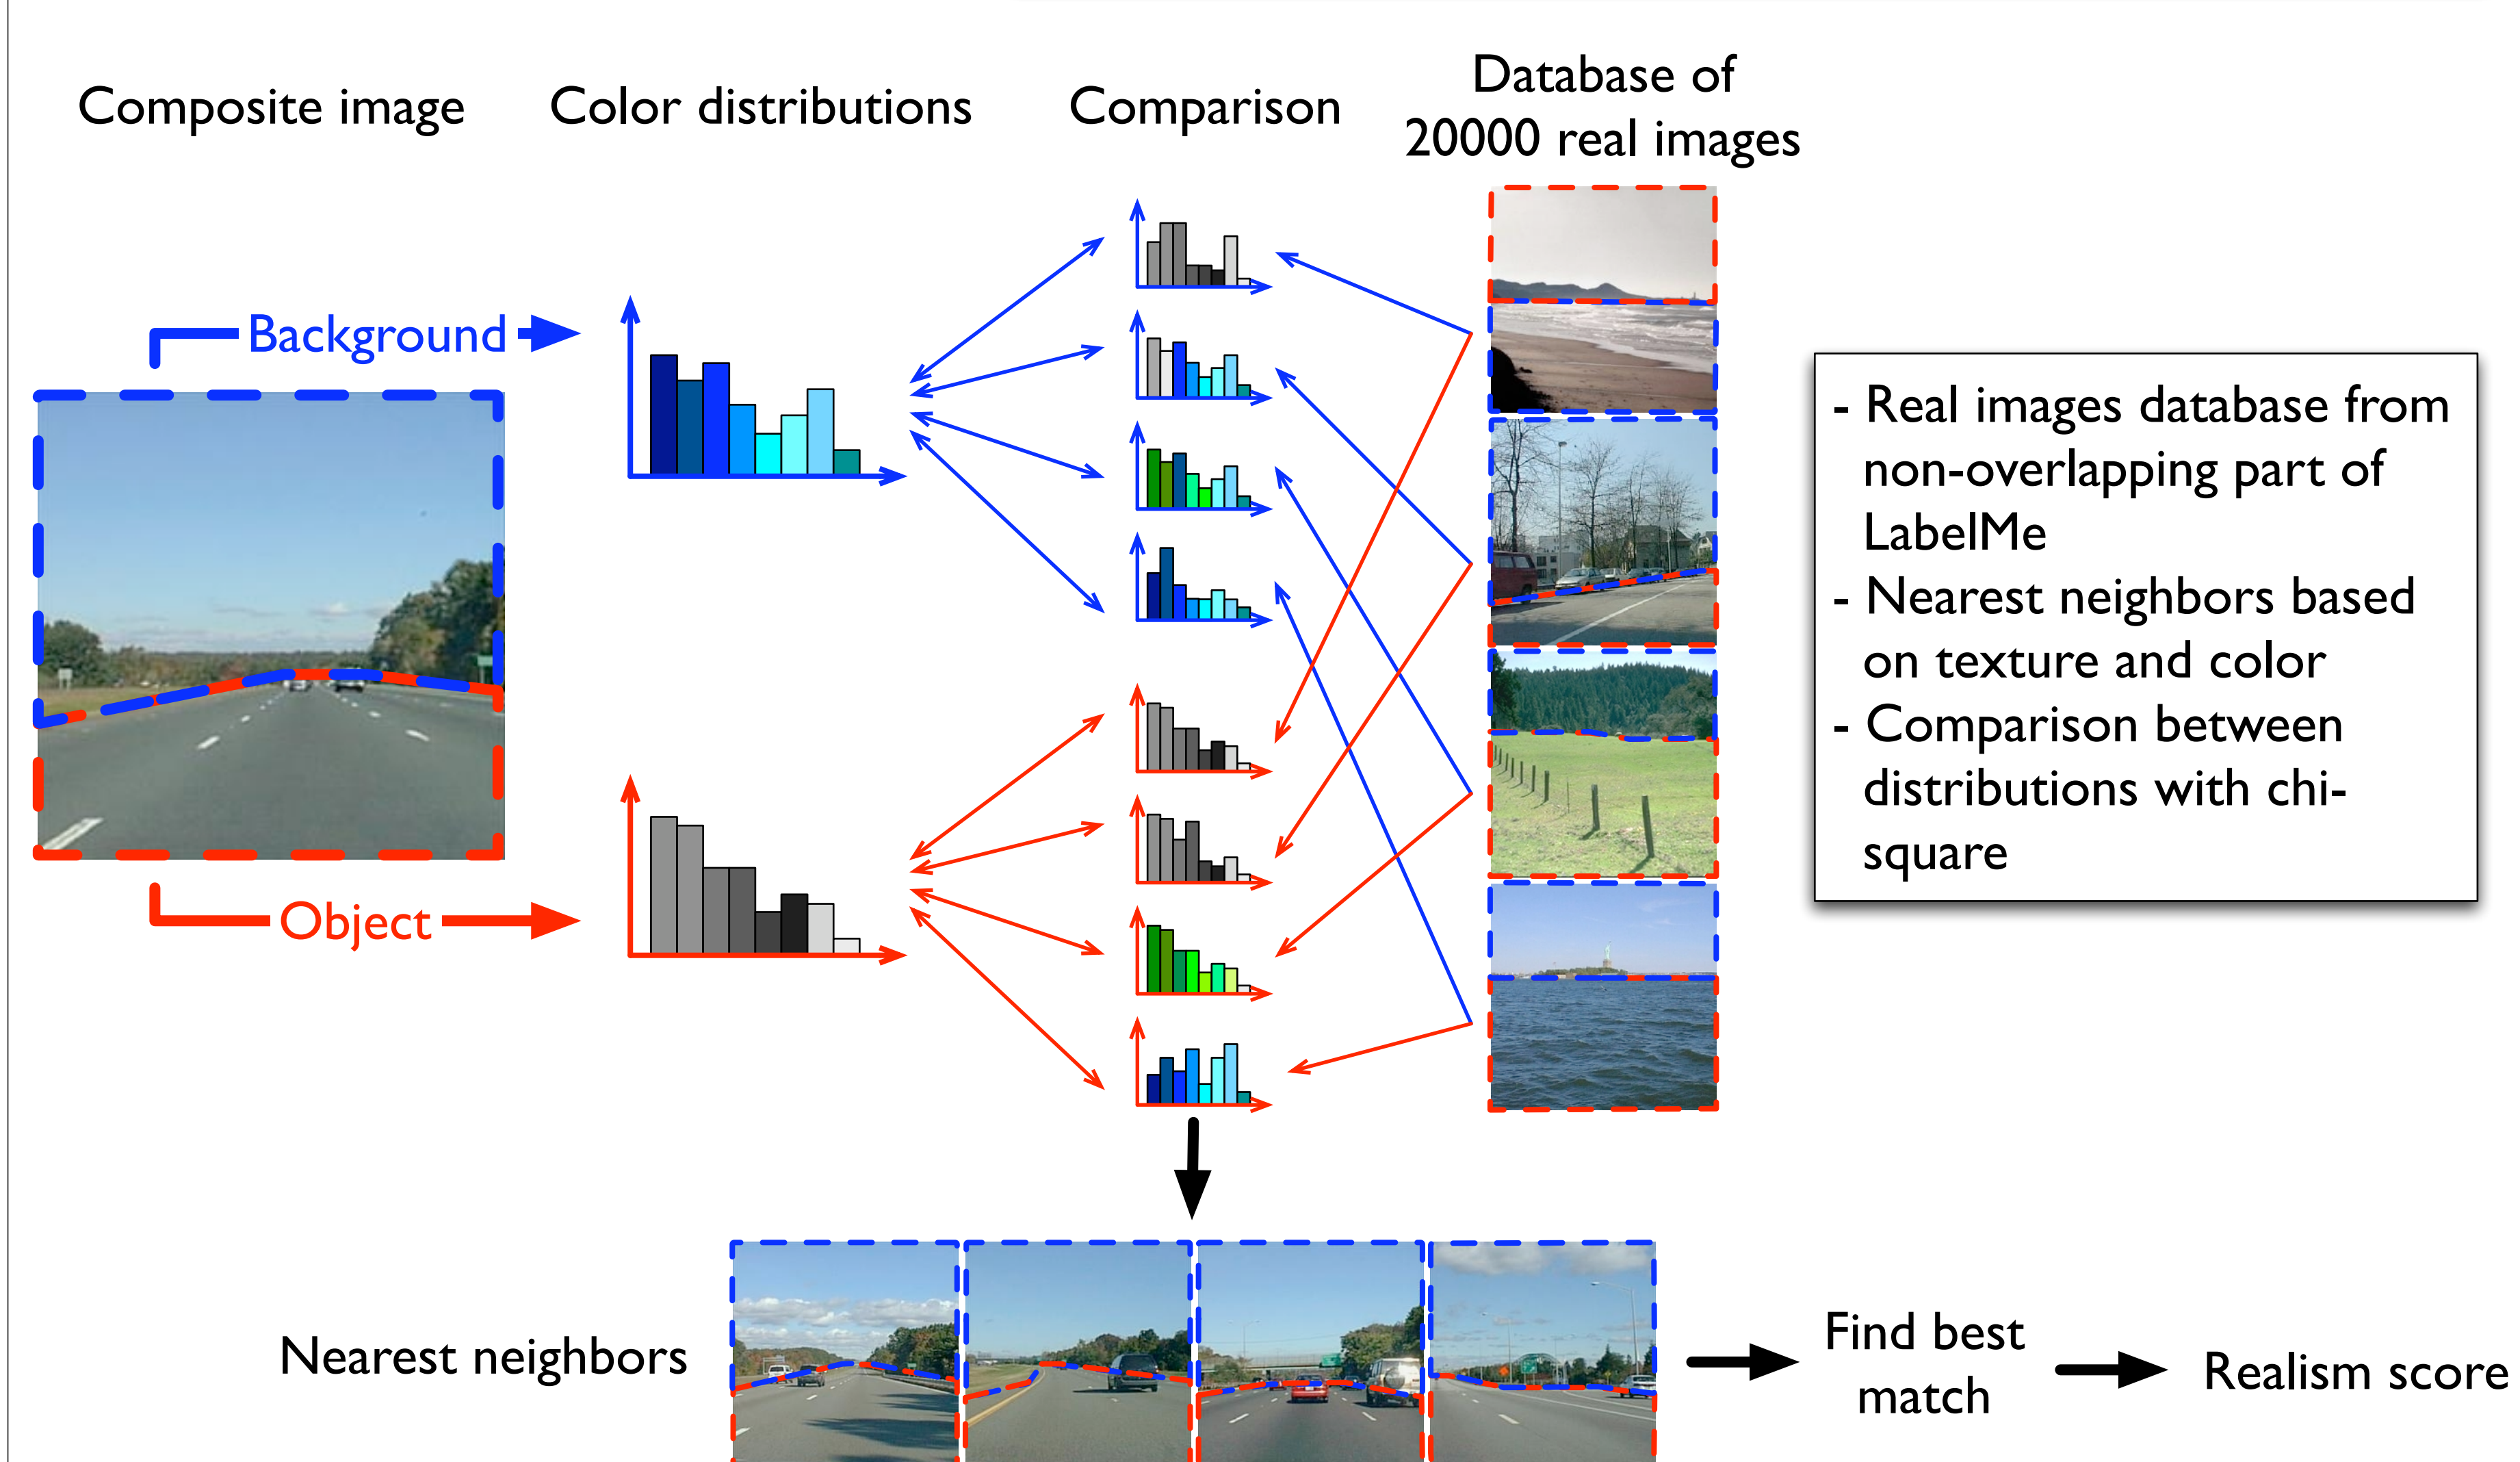 Composite image
Color distributions
Comparison
Database of
20000 real images
Background
Object
- Real images database from
non-overlapping part of
LabelMe
- Nearest neighbors based
on texture and color
- Comparison between
distributions with chi-
square
Nearest neighbors
Find best
match
Realism score